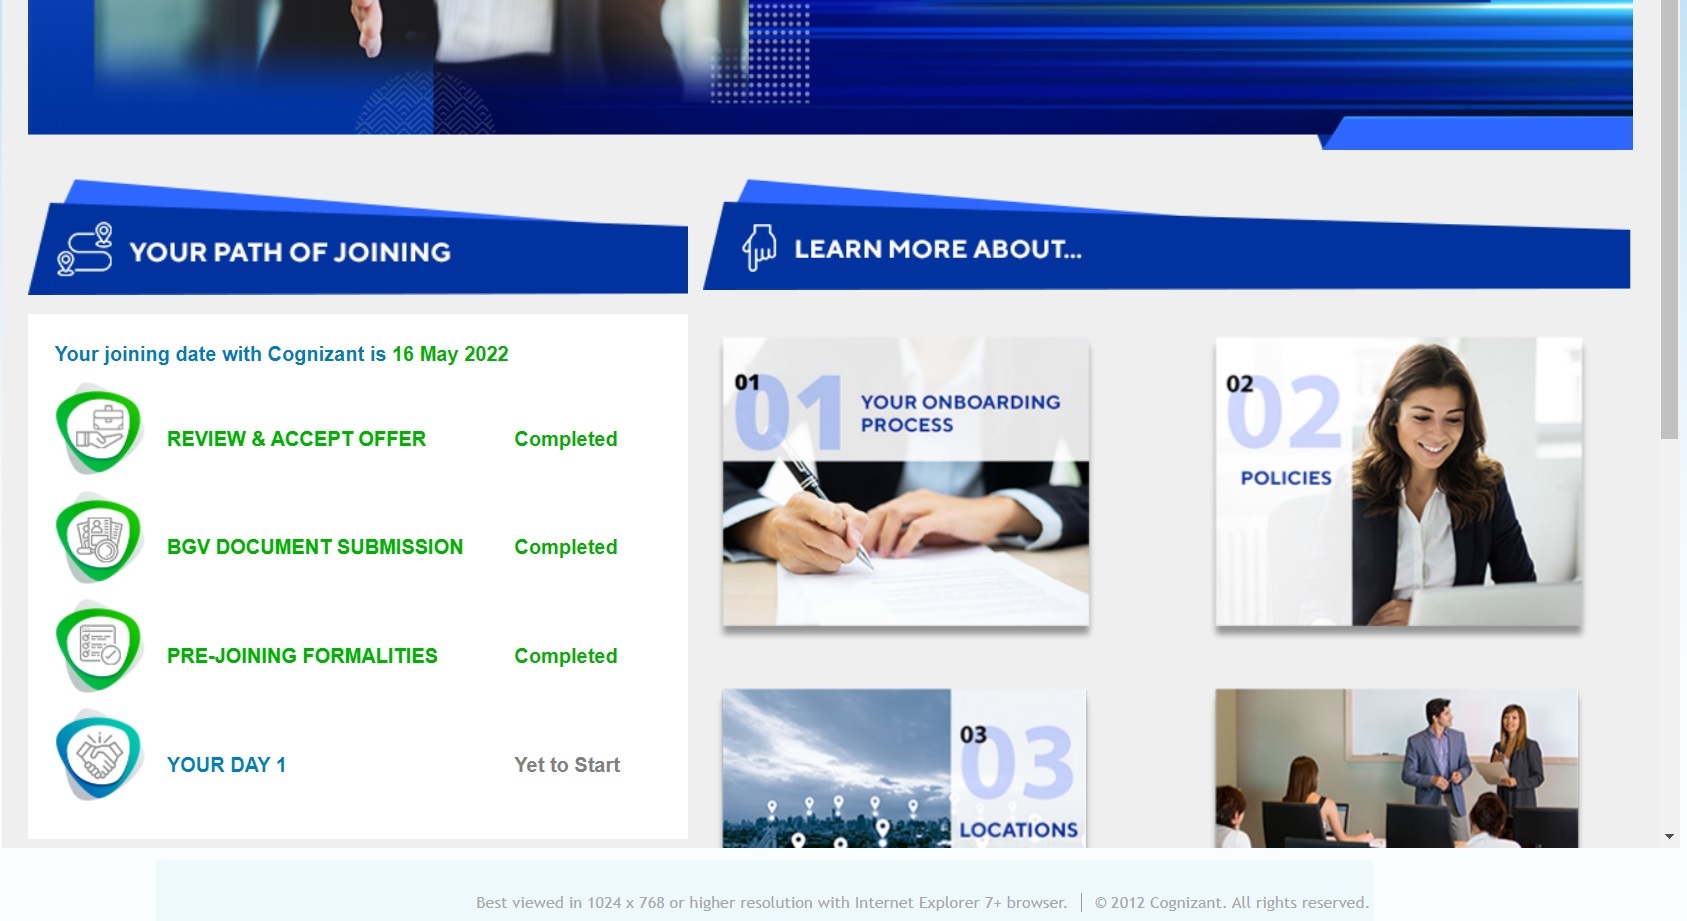 YOUR PATH OF JOINING
Your joining date with Cognizant is 16 May 2022
REVIEW & ACCEPT OFFER Completed
BGV DOCUMENT SUBMISSION Completed
PRE-JOINING FORMALITIES Completed
YOUR DAY 1 Yet to Start
LEARN MORE ABOUT...
01
01
YOUR ONBOARDING
PROCESS
02
02
POLICIES
03
03
LOCATIONS
Best viewed in 1024 x 768 or higher resolution with Internet Explorer 7+ browser. | © 2012 Cognizant. All rights reserved.